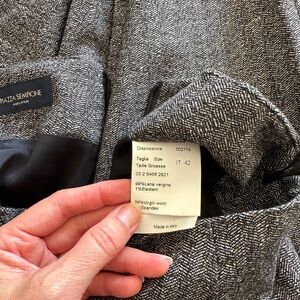 PIAZZA SEMPIONE
Disposizione 002114
Taglia Size
Taille Groesse
IT. 42
03 2 5456 2821
99%Lana vergine
1%Elastam
99%Virgin wool
Spandex
Made in Italy